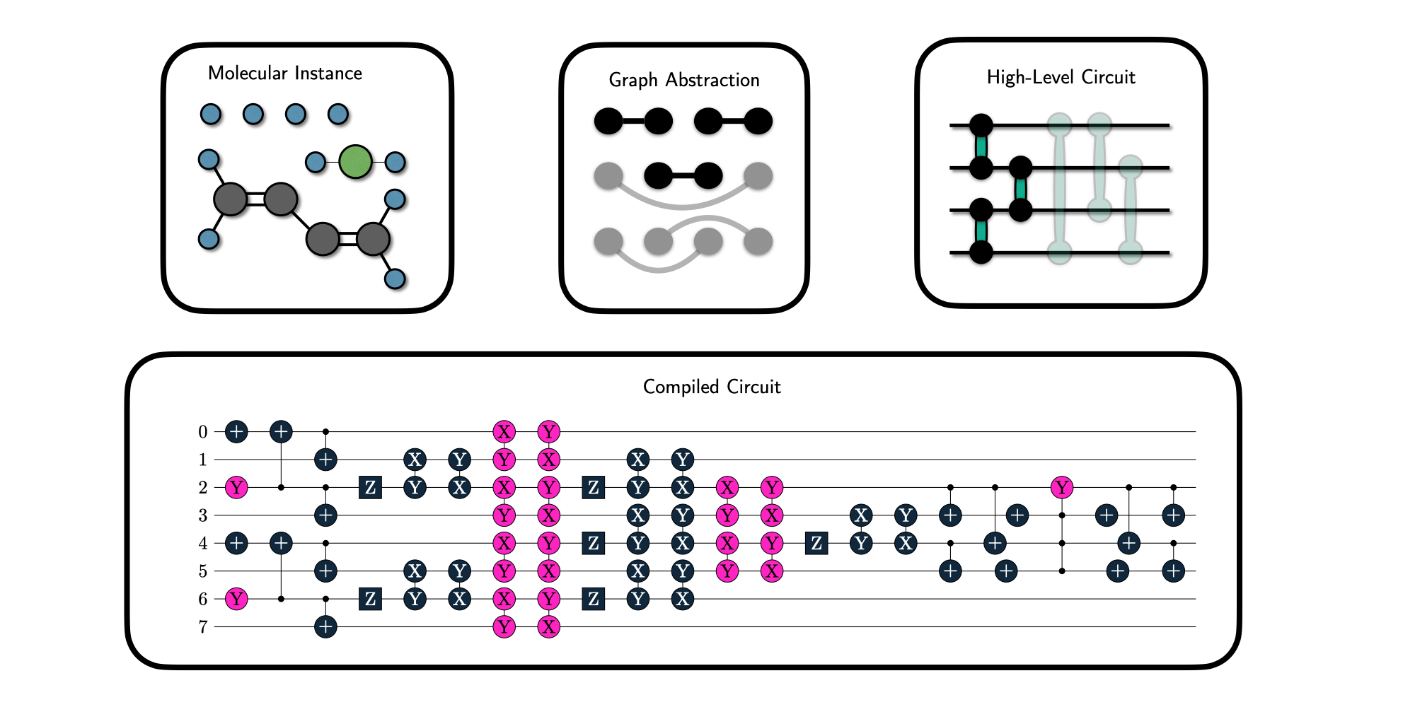 Molecular Instance
Graph Abstraction
High-Level Circuit
Compiled Circuit
0 + + X Y
1 + X Y Y X X Y
2 Y Z Y X X Y Z Y X X Y Y
3 + Y X X Y Y X X Y + + + +
4 + + X Y Z Y X X Y Z Y X + +
5 + X Y Y X X Y Y X + + + +
6 Y Z Y X X Y Z Y X
7 + Y X